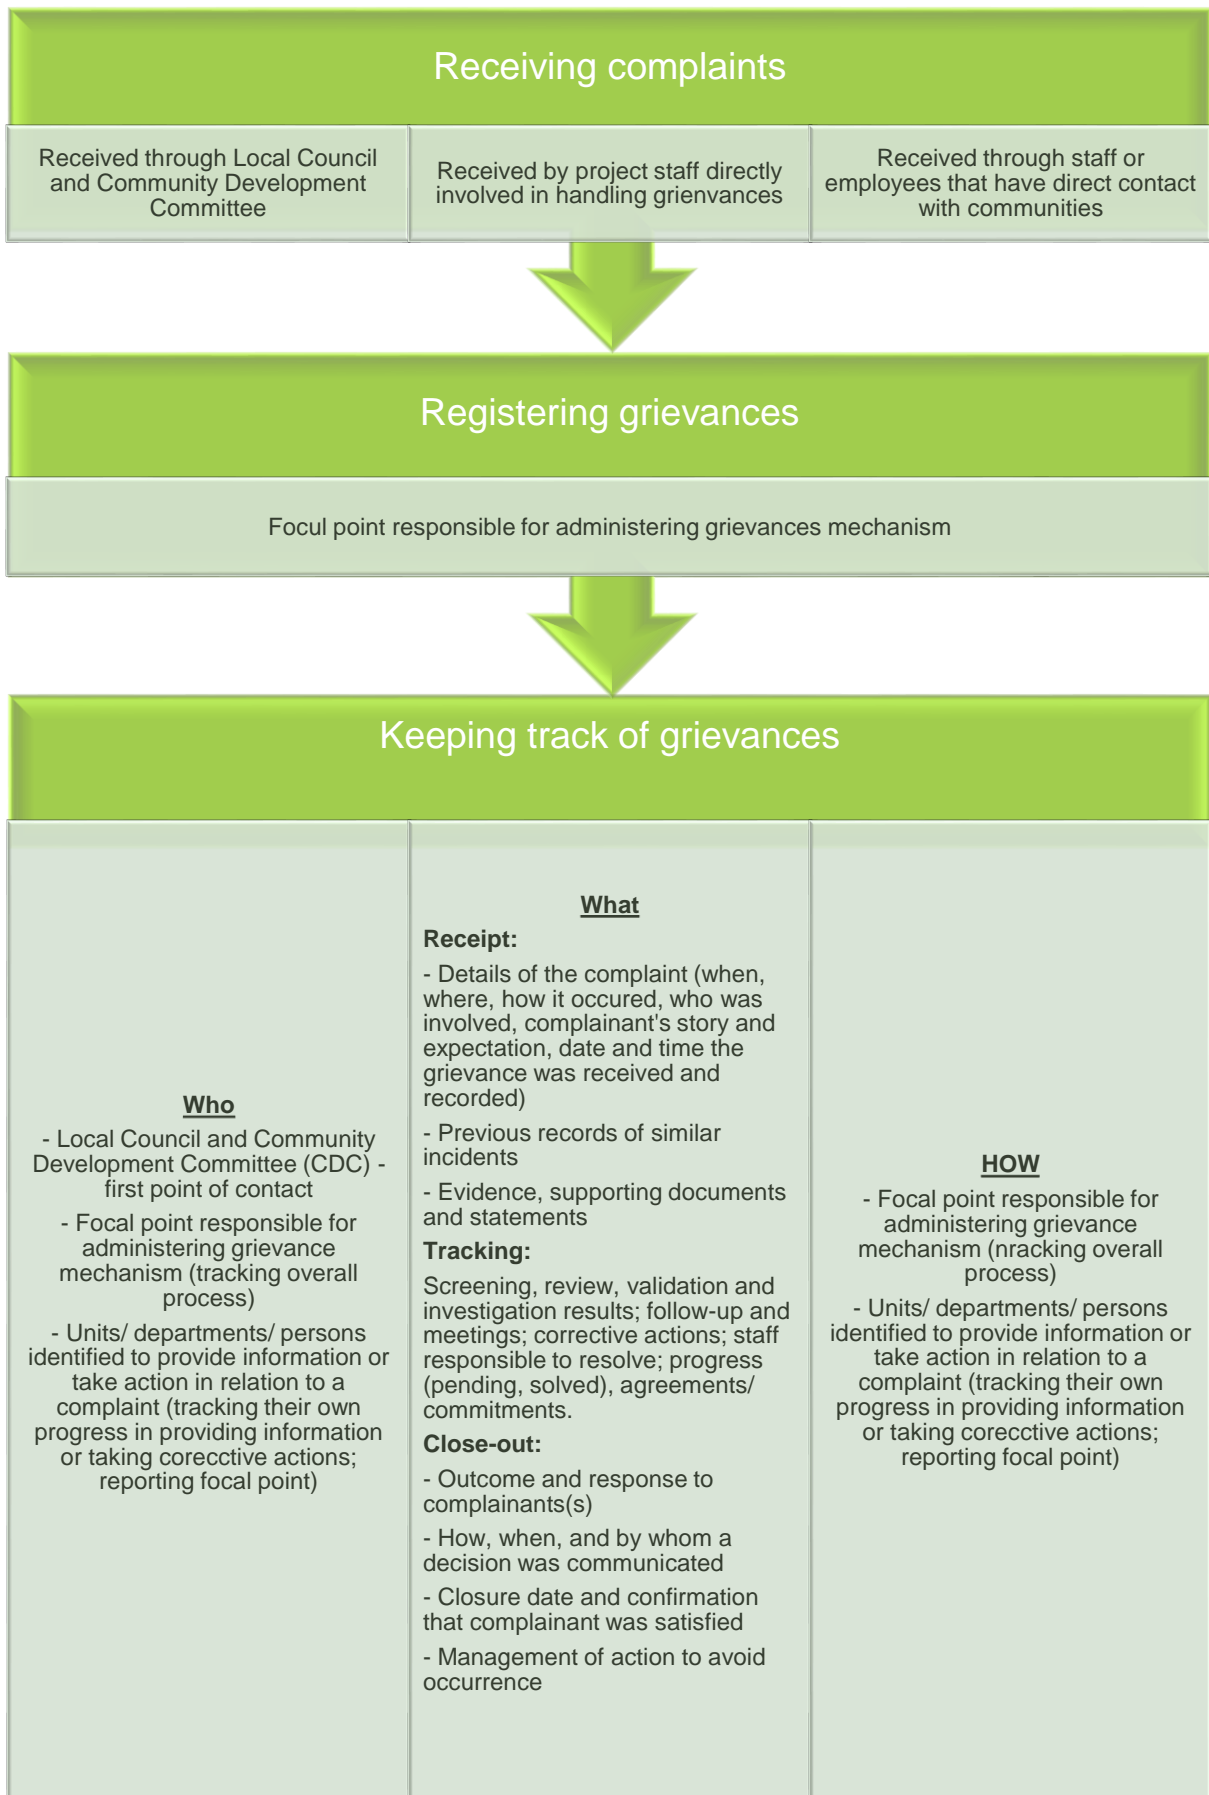 Receiving complaints
Received through Local Council
and Community Development
Committee
Received by project staff directly
involved in handling grienvances
Received through staff or
employees that have direct contact
with communities
Registering grievances
Focul point responsible for administering grievances mechanism
Keeping track of grievances
Who
- Local Council and Community
Development Committee (CDC) -
first point of contact
- Focal point responsible for
administering grievance
mechanism (tracking overall
process)
- Units/ departments/ persons
identified to provide information or
take action in relation to a
complaint (tracking their own
progress in providing information
or taking corecctive actions;
reporting focal point)
What
Receipt:
- Details of the complaint (when,
where, how it occured, who was
involved, complainant's story and
expectation, date and time the
grievance was received and
recorded)
- Previous records of similar
incidents
- Evidence, supporting documents
and statements
Tracking:
Screening, review, validation and
investigation results; follow-up and
meetings; corrective actions; staff
responsible to resolve; progress
(pending, solved), agreements/
commitments.
Close-out:
- Outcome and response to
complainants(s)
- How, when, and by whom a
decision was communicated
- Closure date and confirmation
that complainant was satisfied
- Management of action to avoid
occurrence
HOW
- Focal point responsible for
administering grievance
mechanism (nracking overall
process)
- Units/ departments/ persons
identified to provide information or
take action in relation to a
complaint (tracking their own
progress in providing information
or taking corecctive actions;
reporting focal point)